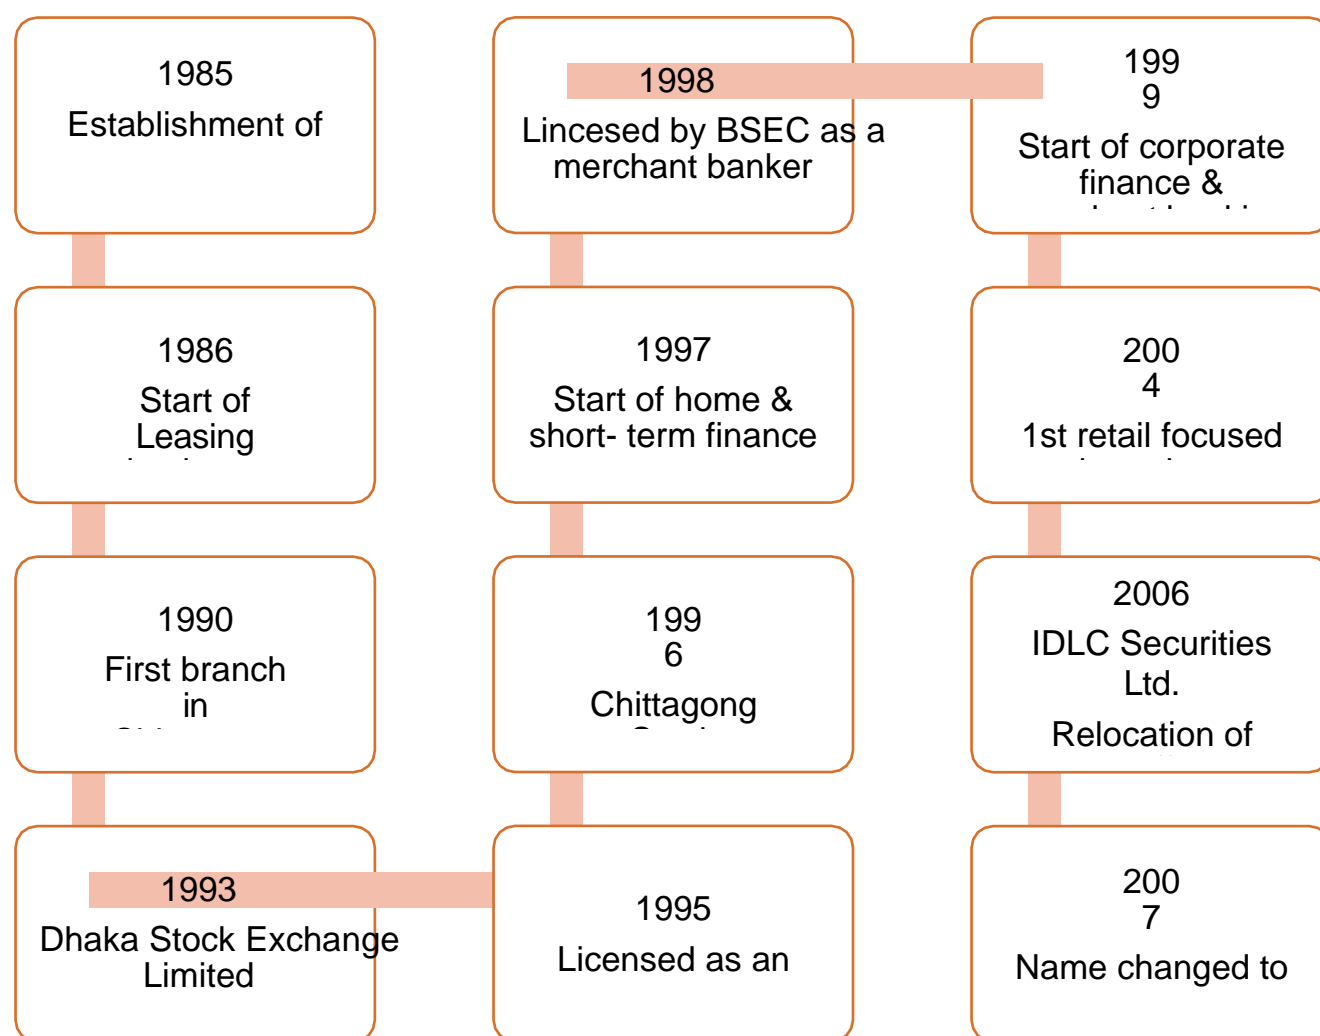 1985
Establishment of
1986
Start of
Leasing
1990
First branch
in
1993
Dhaka Stock Exchange
Limited
1995
Licensed as an
199
6
Chittagong
1997
Start of home &
short- term finance
1998
Lincesed by BSEC as a
merchant banker
199
9
Start of corporate
finance &
200
4
1st retail focused
2006
IDLC Securities
Ltd.
Relocation of
200
7
Name changed to